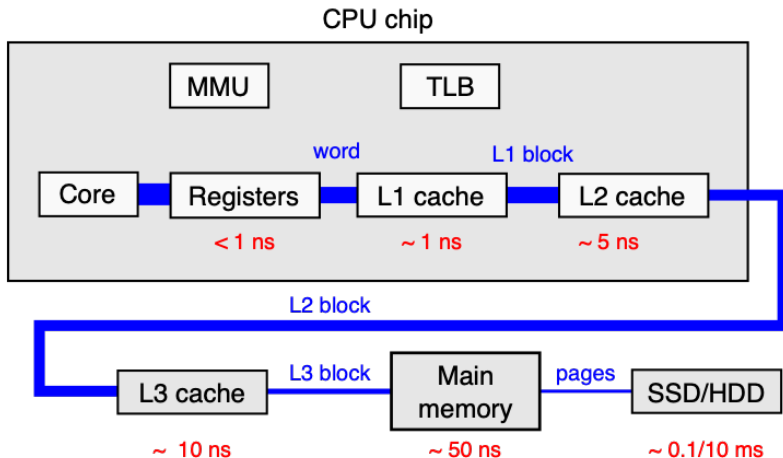 CPU chip
MMU
TLB
word
L1 block
Core
Registers
L1 cache
L2 cache
< 1 ns
~ 1 ns
~ 5 ns
L2 block
L3 cache
L3 block
Main
memory
pages
SSD/HDD
~ 10 ns
~ 50 ns
~ 0.1/10 ms